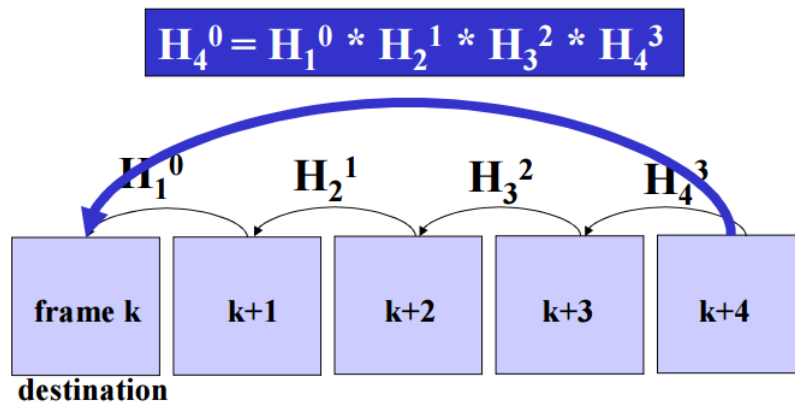 H₄⁰ = H₁⁰ * H₂¹ * H₃² * H₄³
H₁⁰ H₂¹ H₃² H₄³
frame k k+1 k+2 k+3 k+4
destination